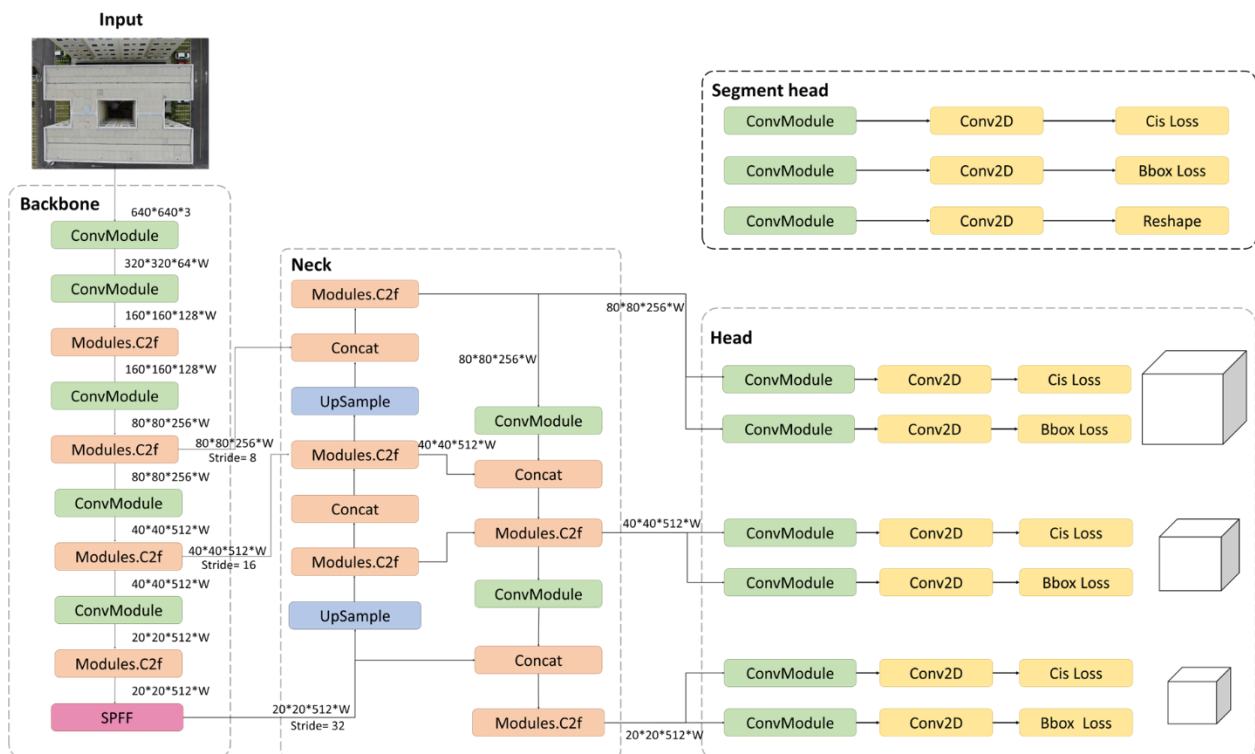 Input
Backbone
640*640*3
ConvModule
320*320*64*W
ConvModule
160*160*128*W
Modules.C2f
160*160*128*W
ConvModule
80*80*256*W
Modules.C2f
80*80*256*W
Stride= 8
80*80*256*W
ConvModule
40*40*512*W
Modules.C2f
40*40*512*W
Stride= 16
40*40*512*W
ConvModule
20*20*512*W
Modules.C2f
20*20*512*W
SPFF
20*20*512*W
Stride= 32
Neck
Modules.C2f
Concat
UpSample
Modules.C2f
40*40*512*W
Concat
Modules.C2f
UpSample
80*80*256*W
80*80*256*W
ConvModule
Concat
Modules.C2f
40*40*512*W
ConvModule
Concat
Modules.C2f
20*20*512*W
Segment head
ConvModule Conv2D Cis Loss
ConvModule Conv2D Bbox Loss
ConvModule Conv2D Reshape
Head
ConvModule Conv2D Cis Loss
ConvModule Conv2D Bbox Loss
ConvModule Conv2D Cis Loss
ConvModule Conv2D Bbox Loss
ConvModule Conv2D Cis Loss
ConvModule Conv2D Bbox Loss